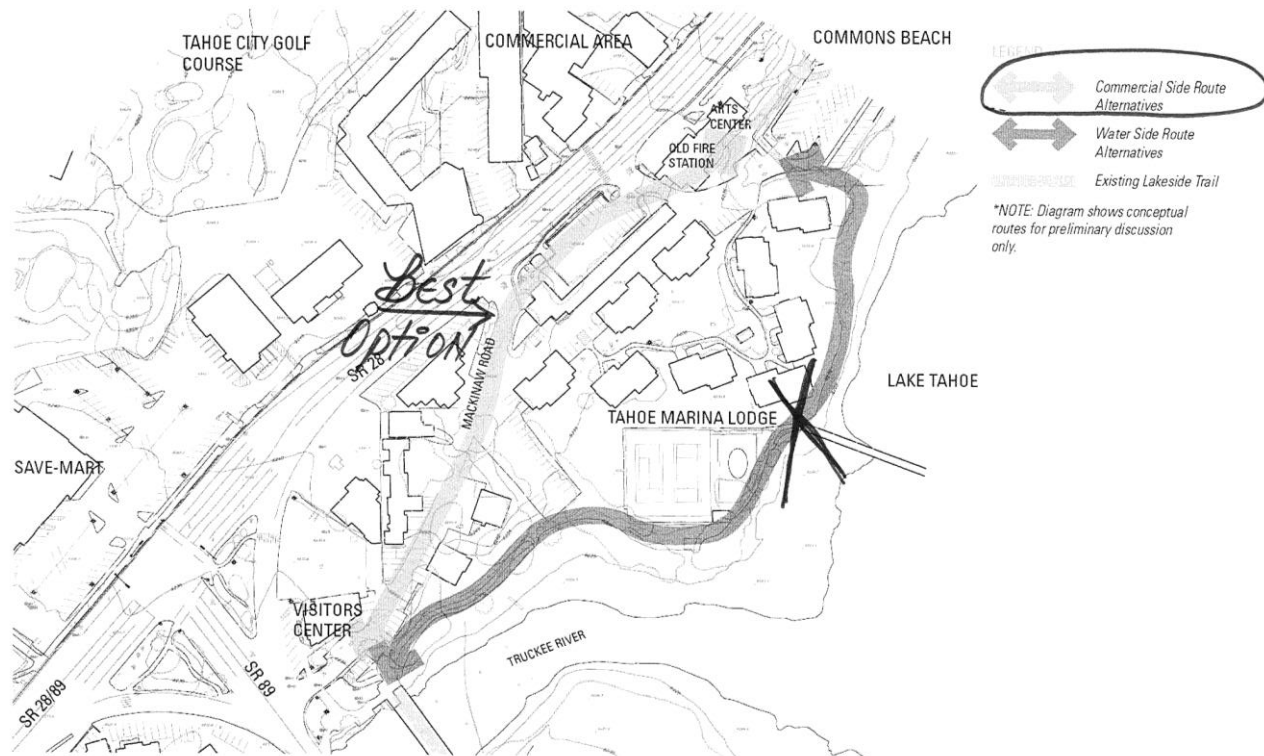 TAHOE CITY GOLF
COURSE
COMMERCIAL AREA
COMMONS BEACH
LEGEND
Commercial Side Route
Alternatives
Water Side Route
Alternatives
Existing Lakeside Trail
*NOTE: Diagram shows conceptual
routes for preliminary discussion
only.
ARTS
CENTER
OLD FIRE
STATION
Best
Option
SR 28
MACKINAW ROAD
LAKE TAHOE
TAHOE MARINA LODGE
SAVE-MART
VISITORS
CENTER
TRUCKEE RIVER
SR 89
SR 28/89